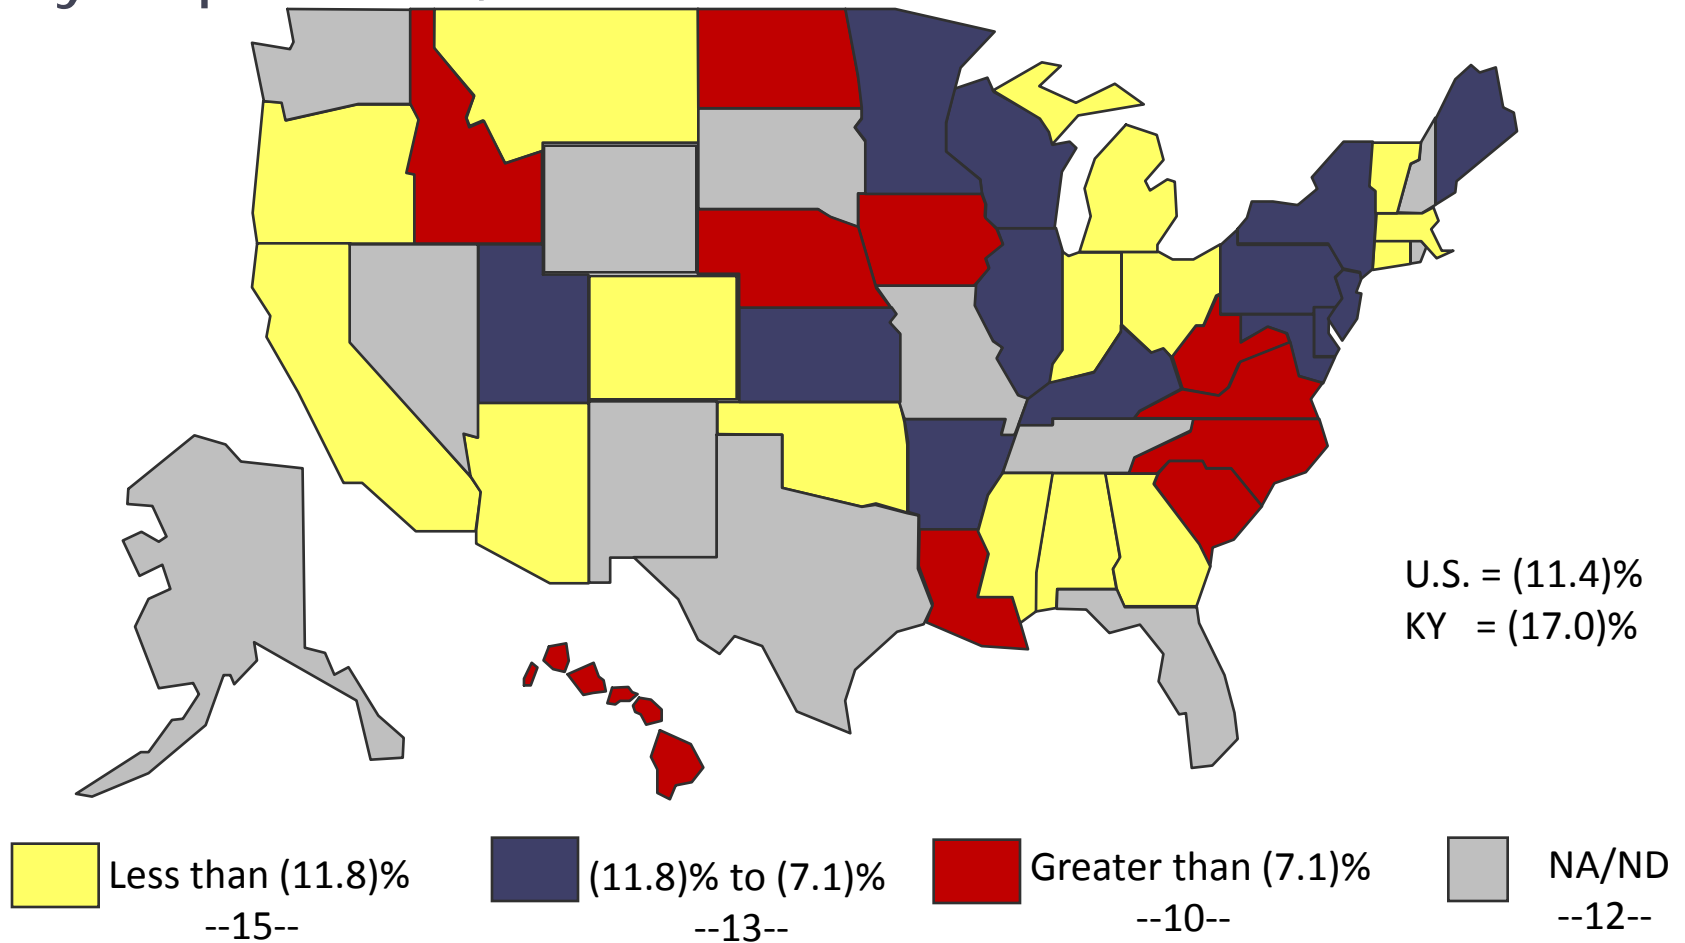 U.S. = (11.4)%
KY = (17.0)%
Less than (11.8)%
--15--
(11.8)% to (7.1)%
--13--
Greater than (7.1)%
--10--
NA/ND
--12--